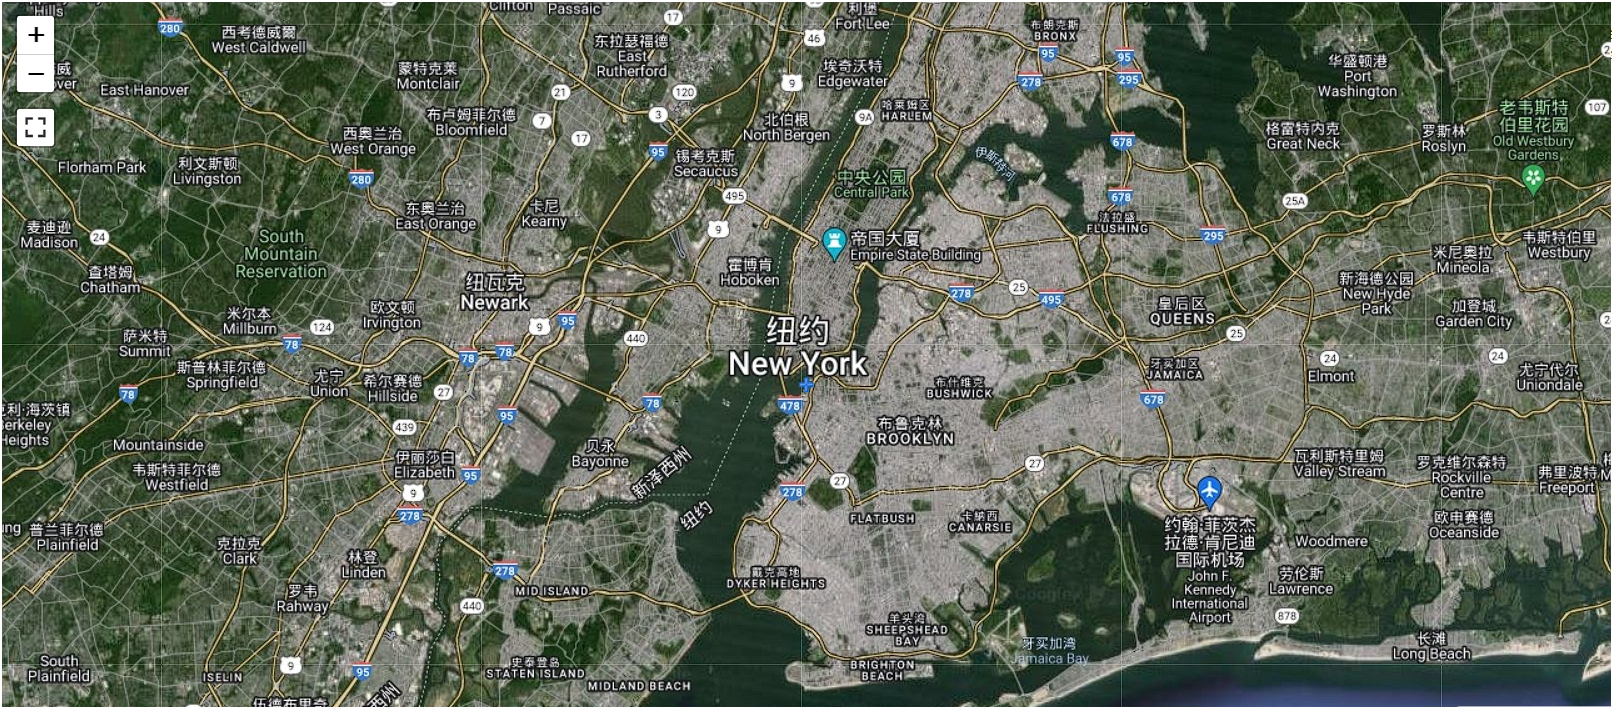 Hills
280
西考德威爾
West Caldwell
Clifton
Passaic
17
46
利堡
Fort Lee
布朗克斯
BRONX
95
95
278
295
华盛顿港
Port
Washington
+
−
威
ver
East Hanover
蒙特克莱
Montclair
东拉瑟福德
East
Rutherford
埃奇沃特
Edgewater
9
21
120
3
7
17
布卢姆菲尔德
Bloomfield
北伯根
North Bergen
9A
哈莱姆区
HARLEM
678
格雷特内克
Great Neck
罗斯林
Roslyn
107
老韦斯特
伯里花园
Old Westbury
Gardens
西奥兰治
West Orange
Florham Park
利文斯顿
Livingston
280
95
锡考克斯
Secaucus
495
中央公园
Central Park
伊斯特河
678
25A
麦迪逊
Madison
24
东奥兰治
East Orange
卡尼
Kearny
9
法拉盛
FLUSHING
295
South
Mountain
Reservation
帝国大厦
Empire State Building
米尼奥拉
Mineola
韦斯特伯里
Westbury
查塔姆
Chatham
纽瓦克
Newark
霍博肯
Hoboken
278
25
495
新海德公园
New Hyde
Park
皇后区
QUEENS
加登城
Garden City
米尔本
Millburn
124
欧文顿
Irvington
9
95
440
纽约
New York
25
萨米特
Summit
78
78
78
24
Elmont
24
斯普林菲尔德
Springfield
尤宁
Union
希尔赛德
Hillside
27
牙买加区
JAMAICA
尤宁代尔
Uniondale
78
95
78
478
布什维克
BUSHWICK
678
克利·海茨镇
Berkeley
Heights
439
布鲁克林
BROOKLYN
Mountainside
贝永
Bayonne
伊丽莎白
Elizabeth
95
新泽西州
纽约
27
27
瓦利斯特里姆
Valley Stream
罗克维尔森特
Rockville
Centre
弗里波特
Freeport
韦斯特菲尔德
Westfield
9
278
278
FLATBUSH
卡纳西
CANARSIE
约翰·菲茨杰
拉德·肯尼迪
国际机场
John F.
Kennedy
International
Airport
欧申赛德
Oceanside
Woodmere
普兰菲尔德
Plainfield
克拉克
Clark
林登
Linden
278
MID ISLAND
戴克高地
DYKER HEIGHTS
劳伦斯
Lawrence
罗韦
Rahway
440
羊头湾
SHEEPSHEAD
BAY
878
牙买加湾
Jamaica Bay
长滩
Long Beach
South
Plainfield
9
95
ISELIN
史泰登岛
STATEN ISLAND
MIDLAND BEACH
BRIGHTON
BEACH
西州